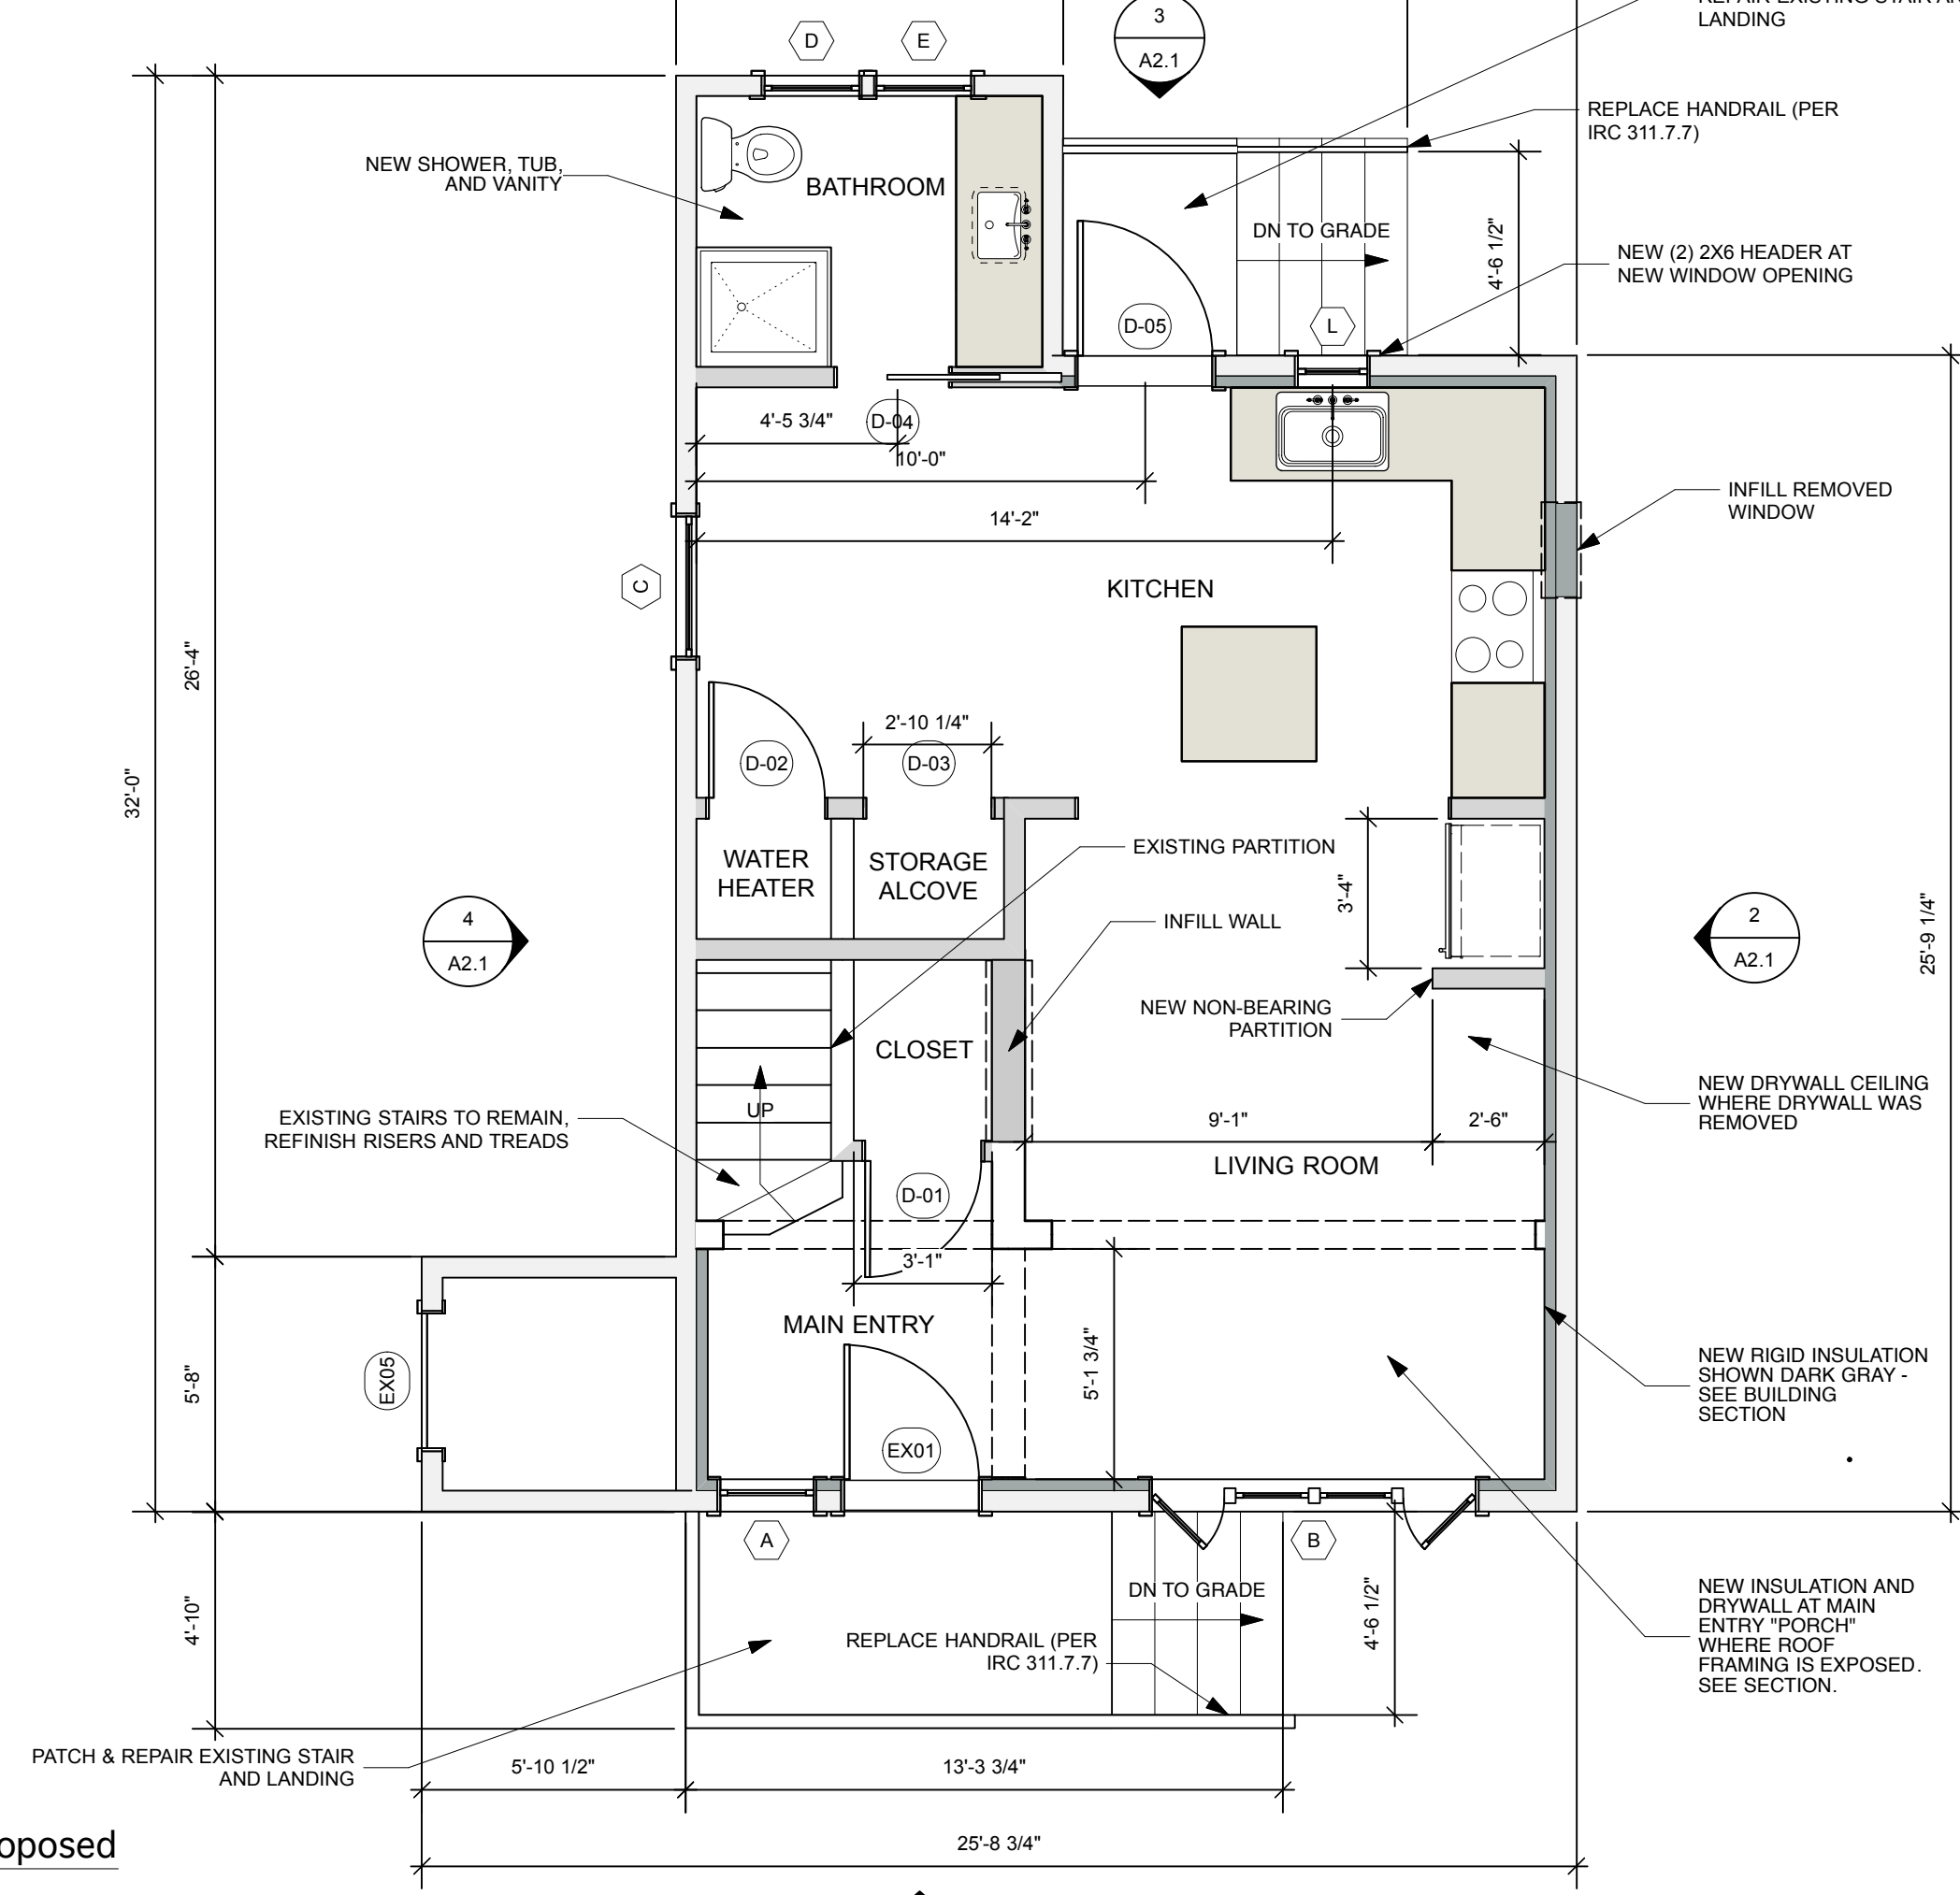 REPAIR EXISTING STAIR
LANDING
3
A2.1
D
E
REPLACE HANDRAIL (PER
IRC 311.7.7)
NEW SHOWER, TUB,
AND VANITY
BATHROOM
DN TO GRADE
4'-6 1/2"
NEW (2) 2X6 HEADER AT
NEW WINDOW OPENING
D-05
L
4'-5 3/4"
D-04
10'-0"
14'-2"
INFILL REMOVED
WINDOW
C
KITCHEN
26'-4"
32'-0"
2'-10 1/4"
D-02
D-03
WATER
HEATER
STORAGE
ALCOVE
EXISTING PARTITION
3'-4"
INFILL WALL
4
A2.1
2
A2.1
25'-9 1/4"
NEW NON-BEARING
PARTITION
CLOSET
NEW DRYWALL CEILING
WHERE DRYWALL WAS
REMOVED
UP
EXISTING STAIRS TO REMAIN,
REFINISH RISERS AND TREADS
9'-1"
2'-6"
LIVING ROOM
D-01
3'-1"
MAIN ENTRY
5'-8"
EX05
5'-1 3/4"
NEW RIGID INSULATION
SHOWN DARK GRAY -
SEE BUILDING
SECTION
EX01
A
B
DN TO GRADE
4'-10"
4'-6 1/2"
REPLACE HANDRAIL (PER
IRC 311.7.7)
NEW INSULATION AND
DRYWALL AT MAIN
ENTRY "PORCH"
WHERE ROOF
FRAMING IS EXPOSED.
SEE SECTION.
PATCH & REPAIR EXISTING STAIR
AND LANDING
5'-10 1/2"
13'-3 3/4"
25'-8 3/4"
oposed